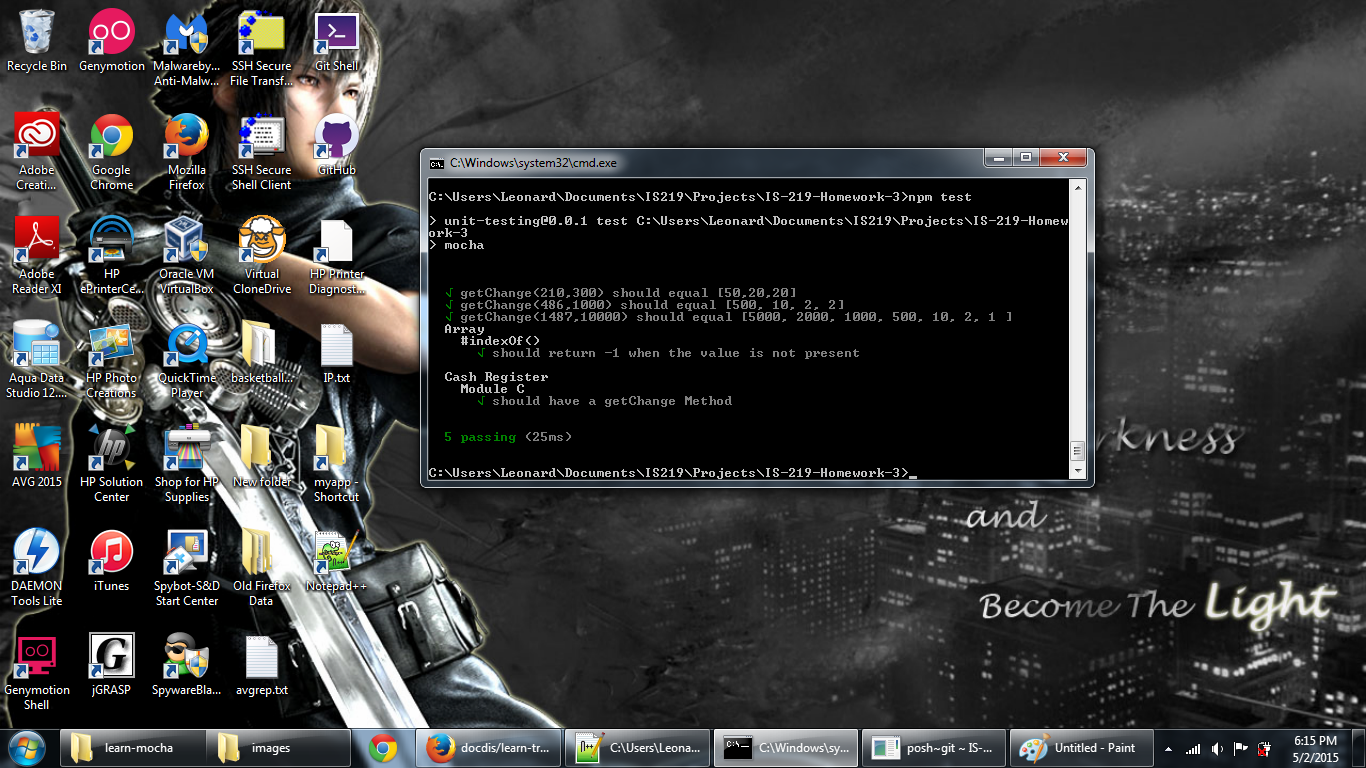 Recycle Bin
Genymotion
Malwareby...
Anti-Malw...
SSH Secure
File Transf...
Git Shell
Adobe
Creati...
Google
Chrome
Mozilla
Firefox
SSH Secure
Shell Client
GitHub
Adobe
Reader XI
HP
ePrinterCe...
Oracle VM
VirtualBox
Virtual
CloneDrive
HP Printer
Diagnost...
Aqua Data
Studio 12....
HP Photo
Creations
QuickTime
Player
basketball...
IP.txt
AVG 2015
HP Solution
Center
Shop for HP
Supplies
New folder
myapp -
Shortcut
DAEMON
Tools Lite
iTunes
Spybot-S&D
Start Center
Old Firefox
Data
Notepad++
Genymotion
Shell
jGRASP
SpywareBla...
avgrep.txt
C:\Windows\system32\cmd.exe
C:\Users\Leonard\Documents\IS219\Projects\IS-219-Homework-3>npm test
> unit-testing@0.0.1 test C:\Users\Leonard\Documents\IS219\Projects\IS-219-Homew
ork-3
> mocha
√ getChange(210,300) should equal [50,20,20]
√ getChange(486,1000) should equal [500, 10, 2, 2]
√ getChange(1487,10000) should equal [5000, 2000, 1000, 500, 10, 2, 1 ]
Array
#indexOf()
√ should return -1 when the value is not present
Cash Register
Module C
√ should have a getChange Method
5 passing (25ms)
C:\Users\Leonard\Documents\IS219\Projects\IS-219-Homework-3>_
rkness
and
Become The Light
learn-mocha
images
docdis/learn-tr...
C:\Users\Leona...
C:\Windows\sy...
posh~git ~ IS-...
Untitled - Paint
6:15 PM
5/2/2015